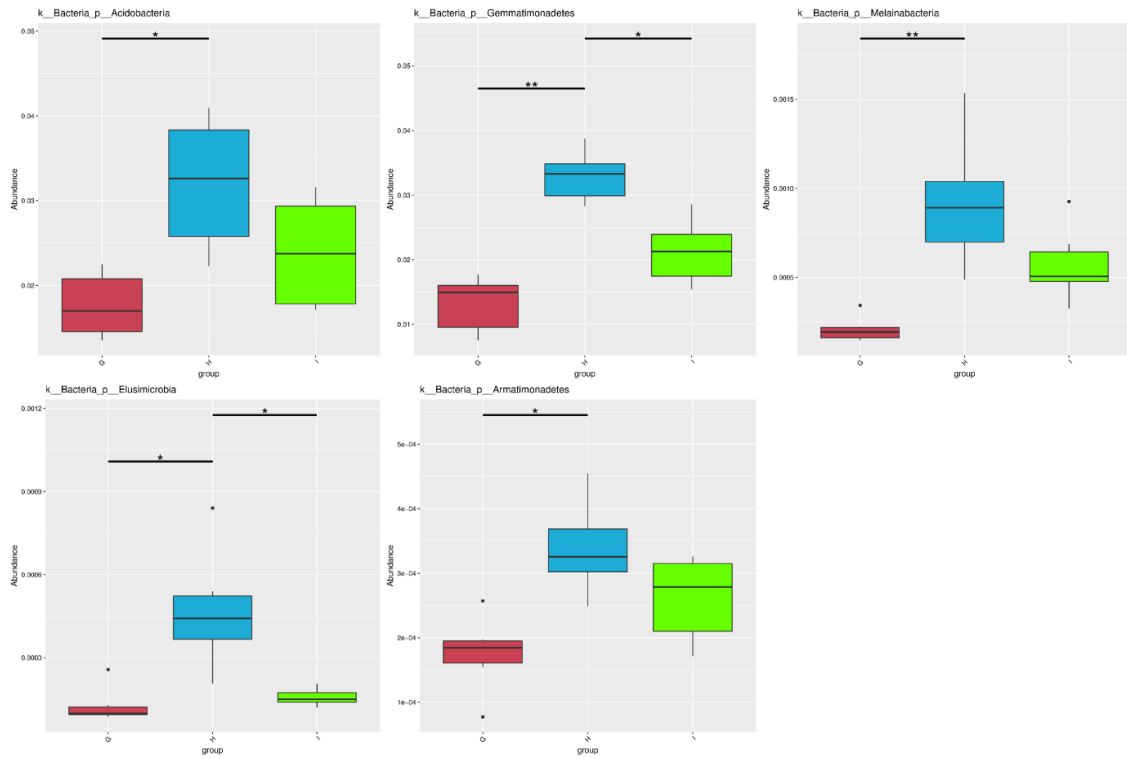 k__Bacteria_p__Acidobacteria
*
0.05
0.04
0.03
0.02
Abundance
G
H
I
group
k__Bacteria_p__Gemmatimonadetes
*
**
0.05
0.04
0.03
0.02
0.01
Abundance
G
H
I
group
k__Bacteria_p__Melainabacteria
**
0.0015
0.0010
0.0005
Abundance
G
H
I
group
k__Bacteria_p__Elusimicrobia
*
*
0.0012
0.0009
0.0006
0.0003
Abundance
G
H
I
group
k__Bacteria_p__Armatimonadetes
*
5e−04
4e−04
3e−04
2e−04
1e−04
Abundance
G
H
I
group